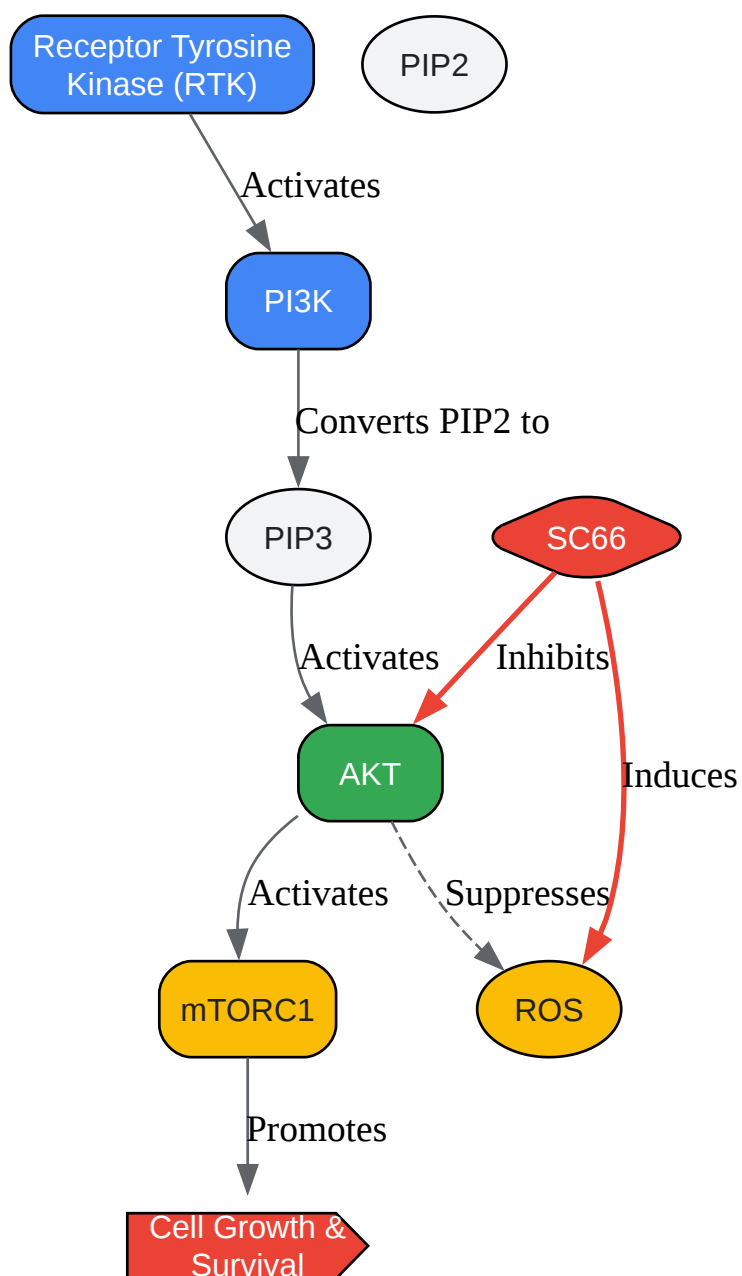 Receptor Tyrosine
Kinase (RTK)
PIP2
Activates
PI3K
Converts PIP2 to
PIP3
SC66
Activates
Inhibits
AKT
Induces
Activates
Suppresses
mTORC1
ROS
Promotes
Cell Growth &
Survival